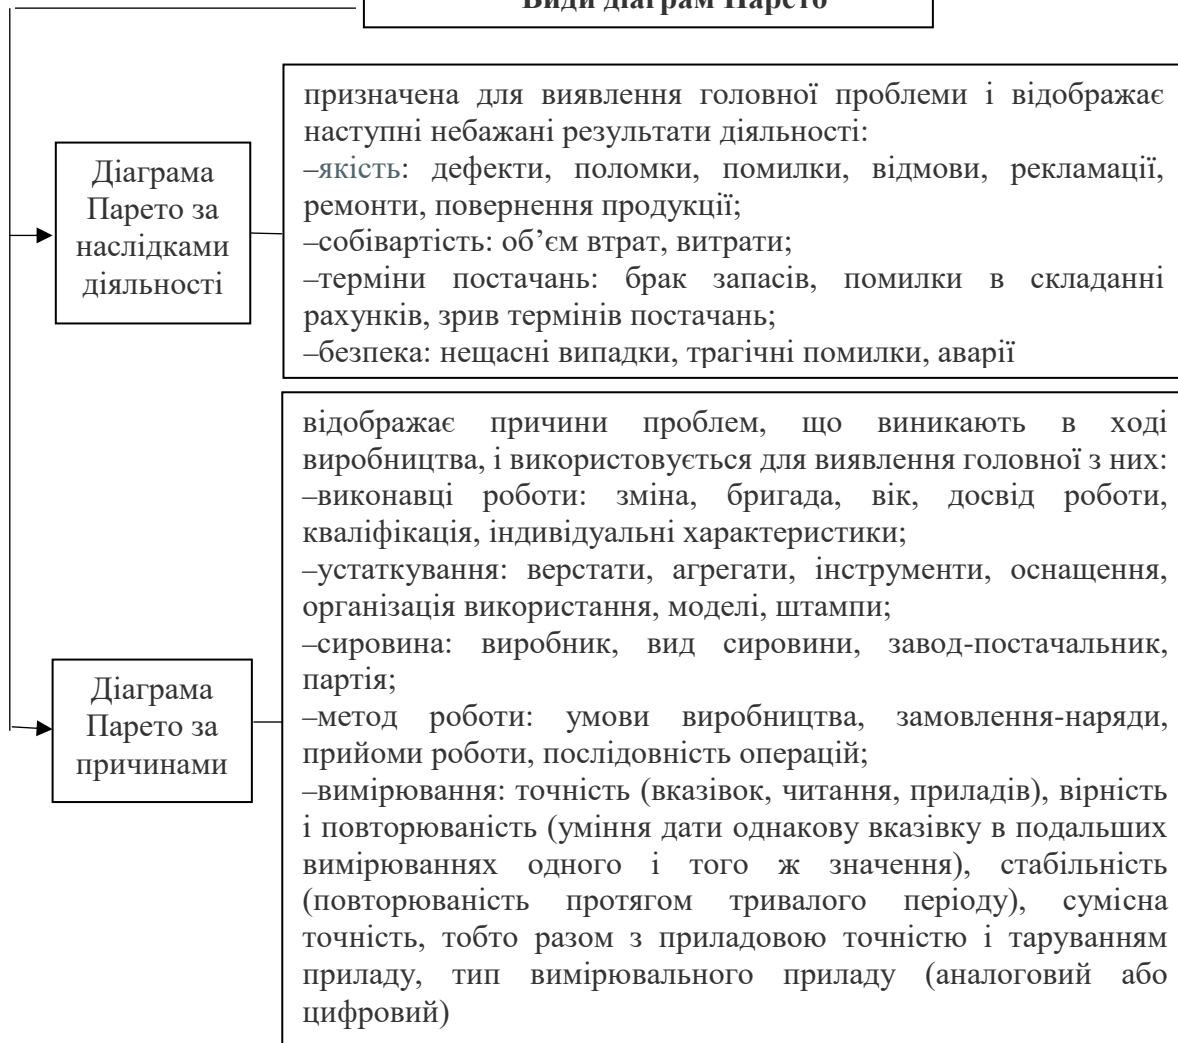 Види діаграм Парето
призначена для виявлення головної проблеми і відображає
наступні небажані результати діяльності:
–якість: дефекти, поломки, помилки, відмови, рекламації,
ремонти, повернення продукції;
–собівартість: об’єм втрат, витрати;
–терміни постачань: брак запасів, помилки в складанні
рахунків, зрив термінів постачань;
–безпека: нещасні випадки, трагічні помилки, аварії
Діаграма
Парето за
наслідками
діяльності
відображає причини проблем, що виникають в ході
виробництва, і використовується для виявлення головної з них:
–виконавці роботи: зміна, бригада, вік, досвід роботи,
кваліфікація, індивідуальні характеристики;
–устаткування: верстати, агрегати, інструменти, оснащення,
організація використання, моделі, штампи;
–сировина: виробник, вид сировини, завод-постачальник,
партія;
–метод роботи: умови виробництва, замовлення-наряди,
прийоми роботи, послідовність операцій;
–вимірювання: точність (вказівок, читання, приладів), вірність
і повторюваність (уміння дати однакову вказівку в подальших
вимірюваннях одного і того ж значення), стабільність
(повторюваність протягом тривалого періоду), сумісна
точність, тобто разом з приладовою точністю і таруванням
приладу, тип вимірювального приладу (аналоговий або
цифровий)
Діаграма
Парето за
причинами